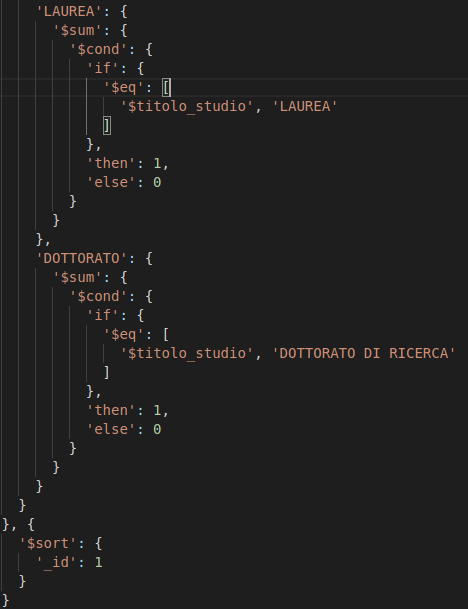 'LAUREA': {
'$sum': {
'$cond': {
'if': {
'$eq': [
'$titolo_studio', 'LAUREA'
]
},
'then': 1,
'else': 0
}
}
},
'DOTTORATO': {
'$sum': {
'$cond': {
'if': {
'$eq': [
'$titolo_studio', 'DOTTORATO DI RICERCA'
]
},
'then': 1,
'else': 0
}
}
}
}
}, {
'$sort': {
'_id': 1
}
}